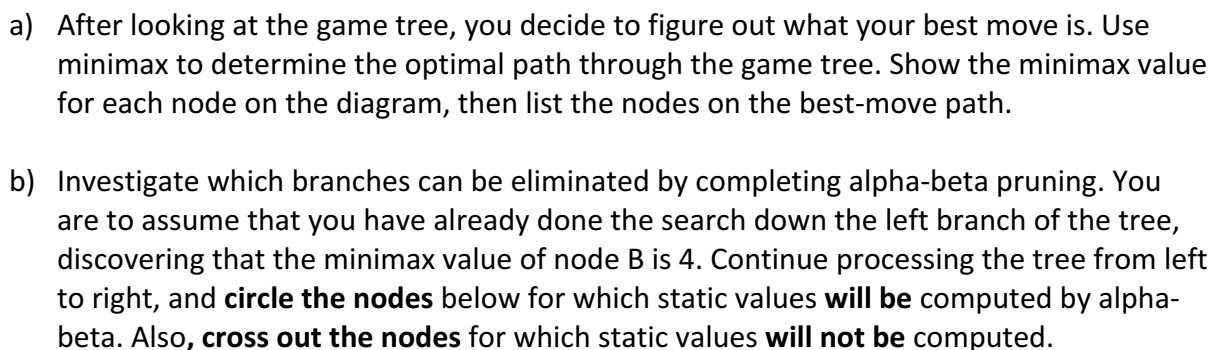 a) After looking at the game tree, you decide to figure out what your best move is. Use
minimax to determine the optimal path through the game tree. Show the minimax value
for each node on the diagram, then list the nodes on the best-move path.
b) Investigate which branches can be eliminated by completing alpha-beta pruning. You
are to assume that you have already done the search down the left branch of the tree,
discovering that the minimax value of node B is 4. Continue processing the tree from left
to right, and circle the nodes below for which static values will be computed by alpha-
beta. Also, cross out the nodes for which static values will not be computed.